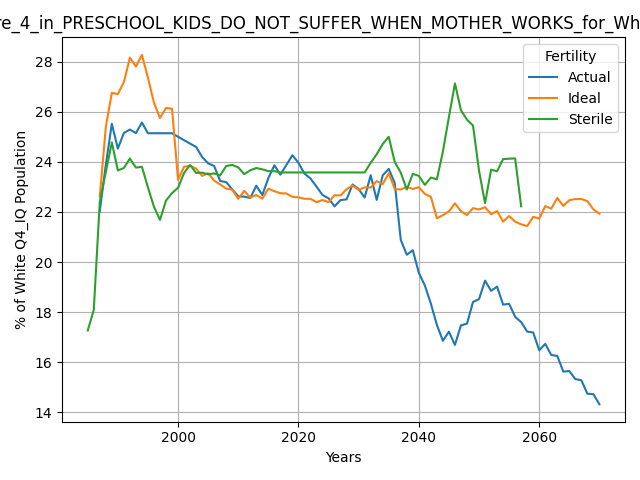 re_4_in_PRESCHOOL_KIDS_DO_NOT_SUFFER_WHEN_MOTHER_WORKS_for_Wh
Fertility
Actual
Ideal
Sterile
% of White Q4_IQ Population
28
26
24
22
20
18
16
14
2000
2020
2040
2060
Years